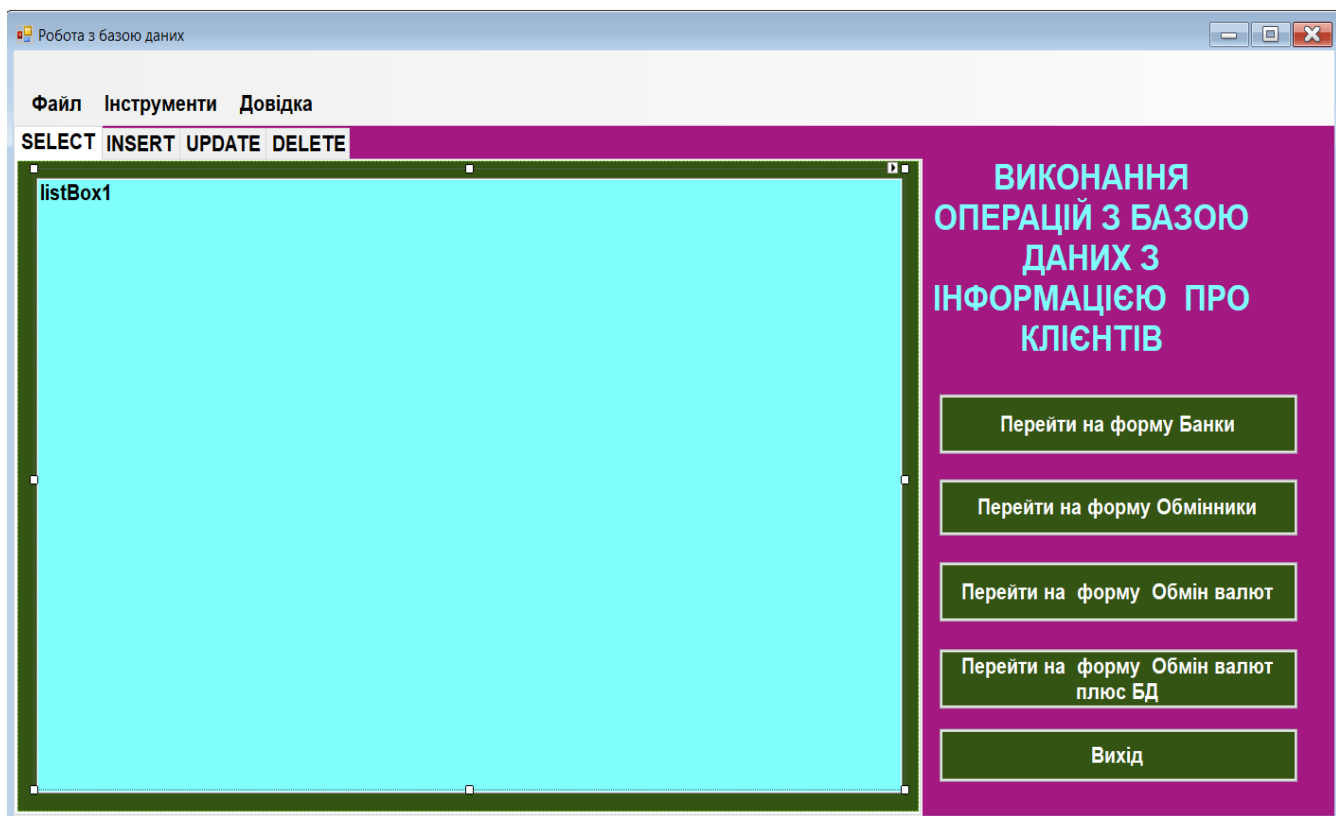 Робота з базою даних
Файл Інструменти Довідка
SELECT INSERT UPDATE DELETE
listBox1
ВИКОНАННЯ
ОПЕРАЦІЙ З БАЗОЮ
ДАНИХ З
ІНФОРМАЦІЄЮ ПРО
КЛІЄНТІВ
Перейти на форму Банки
Перейти на форму Обмінники
Перейти на форму Обмін валют
Перейти на форму Обмін валют
плюс БД
Вихід